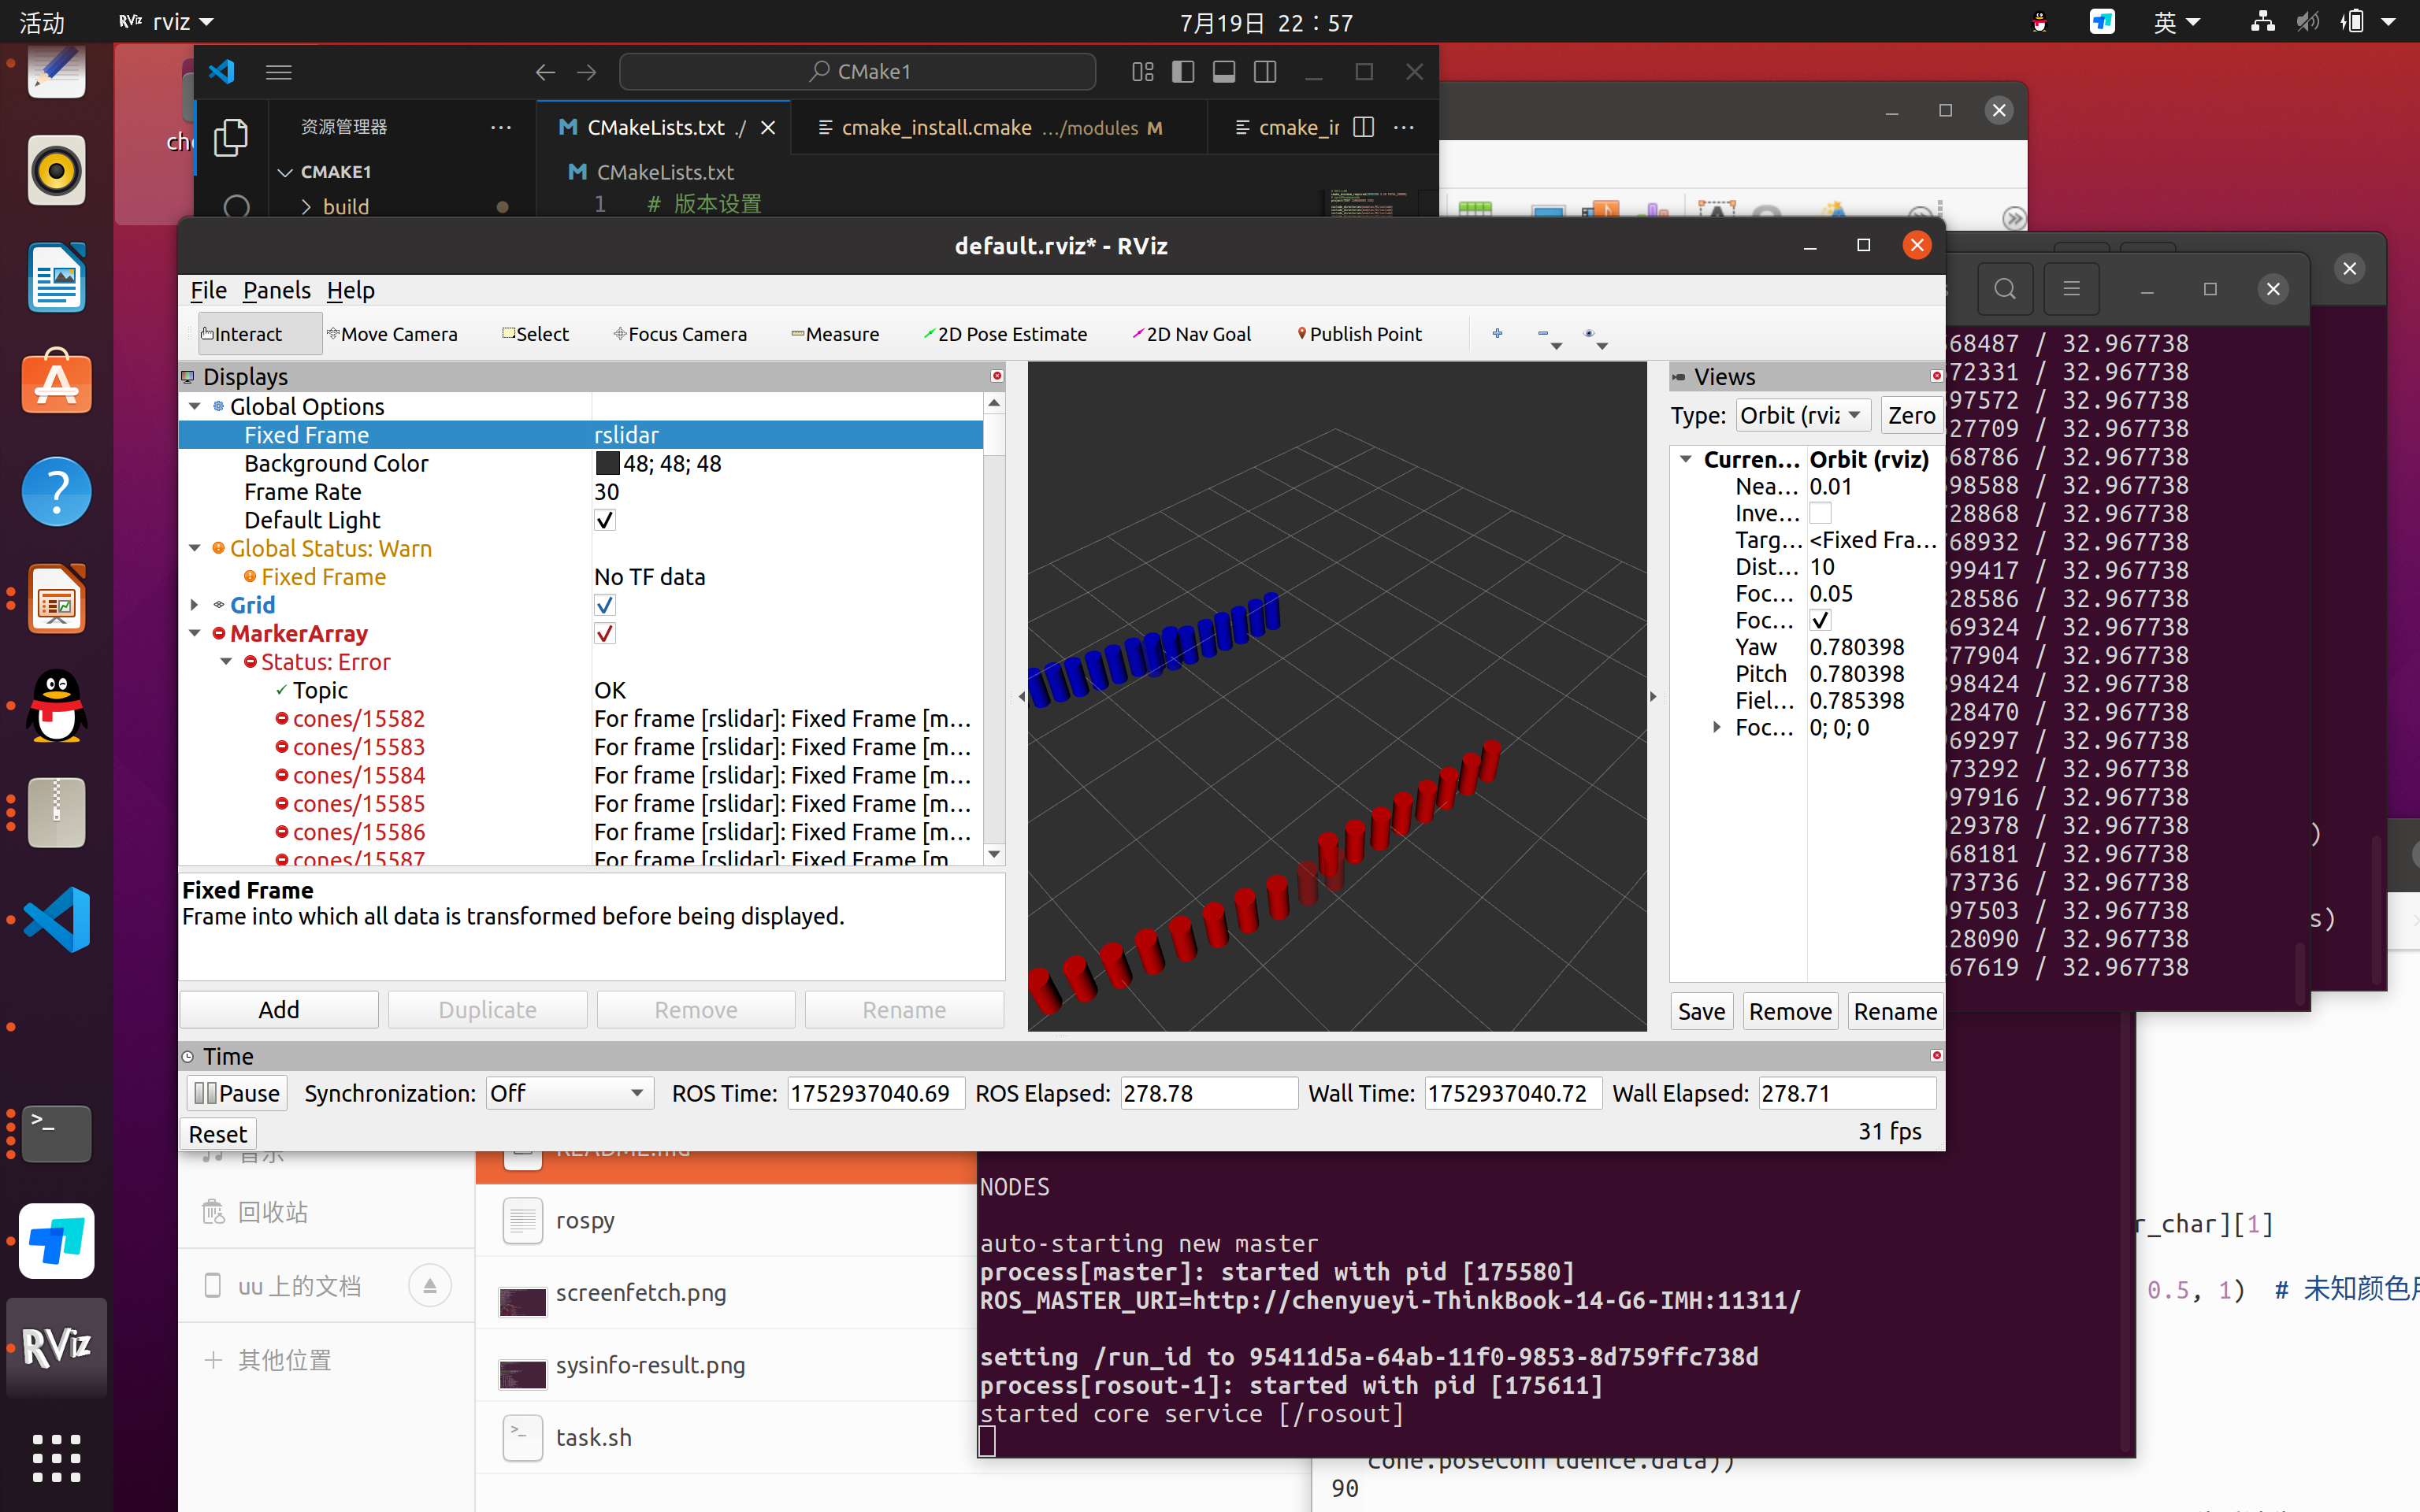 活动
RViz rviz
7月19日 22：57
英
CMake1
资源管理器
CMakeLists.txt ./
cmake_install.cmake …/modules M
CMAKE1
CMakeLists.txt
build
1 # 版本设置
default.rviz* - RViz
File Panels Help
Interact Move Camera Select Focus Camera Measure 2D Pose Estimate 2D Nav Goal Publish Point
Displays
Global Options
Fixed Frame rslidar
Background Color 48; 48; 48
Frame Rate 30
Default Light
Global Status: Warn
Fixed Frame No TF data
Grid
MarkerArray
Status: Error
Topic OK
cones/15582 For frame [rslidar]: Fixed Frame [m…
cones/15583 For frame [rslidar]: Fixed Frame [m…
cones/15584 For frame [rslidar]: Fixed Frame [m…
cones/15585 For frame [rslidar]: Fixed Frame [m…
cones/15586 For frame [rslidar]: Fixed Frame [m…
cones/15587 For frame [rslidar]: Fixed Frame [m
Fixed Frame
Frame into which all data is transformed before being displayed.
Add Duplicate Remove Rename
Views
Type: Orbit (rviz Zero
Curren… Orbit (rviz)
Nea… 0.01
Inve…
Targ… <Fixed Fra…
Dist… 10
Foc… 0.05
Foc…
Yaw 0.780398
Pitch 0.780398
Fiel… 0.785398
Foc… 0; 0; 0
Save Remove Rename
68487 / 32.967738
72331 / 32.967738
97572 / 32.967738
27709 / 32.967738
68786 / 32.967738
98588 / 32.967738
28868 / 32.967738
68932 / 32.967738
99417 / 32.967738
28586 / 32.967738
69324 / 32.967738
77904 / 32.967738
98424 / 32.967738
28470 / 32.967738
69297 / 32.967738
73292 / 32.967738
97916 / 32.967738
29378 / 32.967738
68181 / 32.967738
73736 / 32.967738
97503 / 32.967738
28090 / 32.967738
67619 / 32.967738
)
s)
Time
Pause Synchronization: Off ROS Time: 1752937040.69 ROS Elapsed: 278.78 Wall Time: 1752937040.72 Wall Elapsed: 278.71
Reset 31 fps
音乐
回收站
uu 上的文档
其他位置
README.md
rospy
screenfetch.png
sysinfo-result.png
task.sh
NODES
auto-starting new master
process[master]: started with pid [175580]
ROS_MASTER_URI=http://chenyueyi-ThinkBook-14-G6-IMH:11311/
setting /run_id to 95411d5a-64ab-11f0-9853-8d759ffc738d
process[rosout-1]: started with pid [175611]
started core service [/rosout]
r_char][1]
0.5, 1) # 未知颜色
cone.poseConfidence.data))
90
RViz